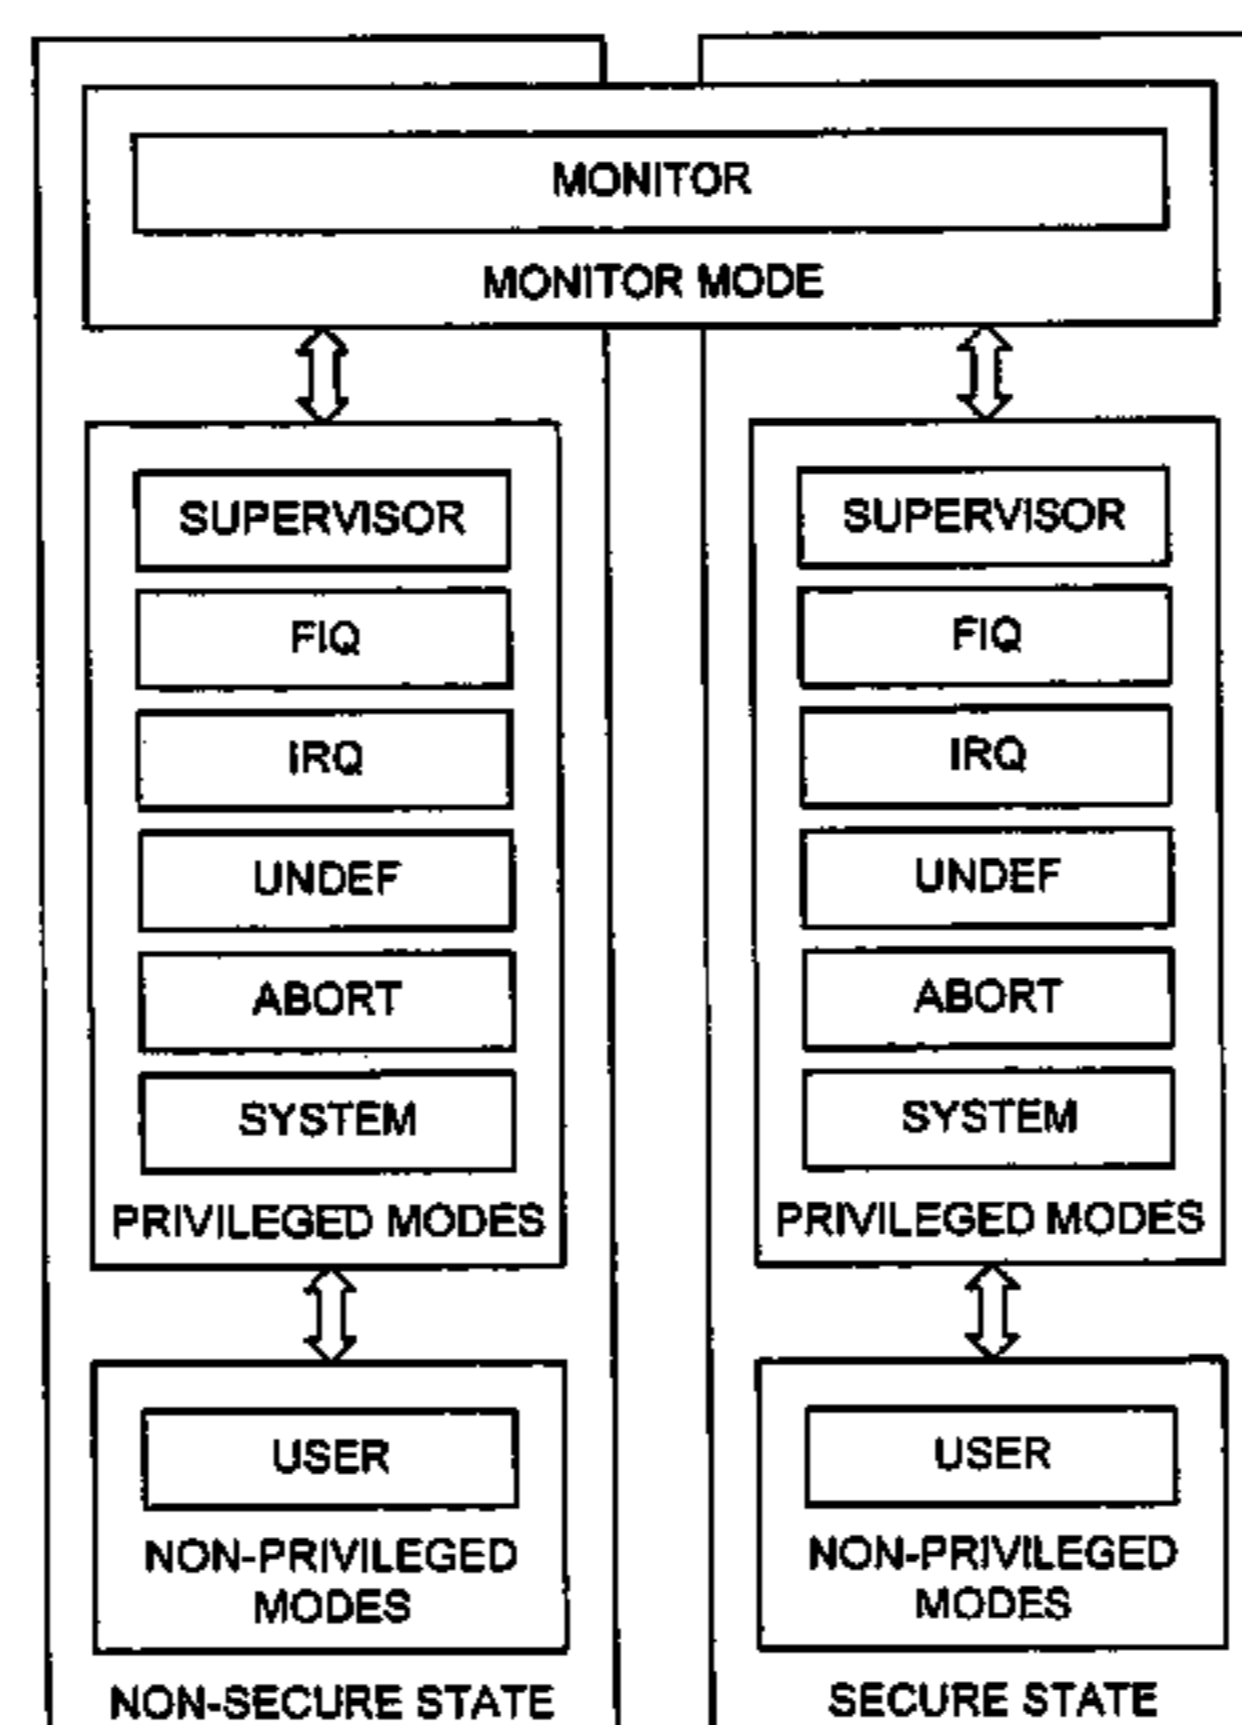 MONITOR
MONITOR MODE
SUPERVISOR
FIQ
IRQ
UNDEF
ABORT
SYSTEM
PRIVILEGED MODES
USER
NON-PRIVILEGED
MODES
NON-SECURE STATE
SUPERVISOR
FIQ
IRQ
UNDEF
ABORT
SYSTEM
PRIVILEGED MODES
USER
NON-PRIVILEGED
MODES
SECURE STATE